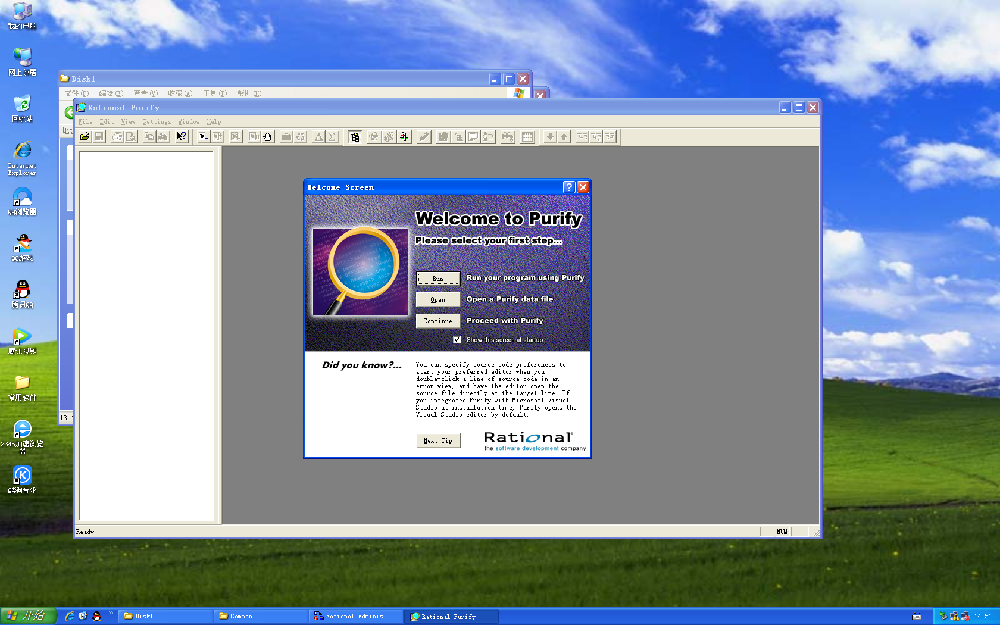 我的电脑
网上邻居
回收站
Internet
Explorer
QQ浏览器
QQ游戏
腾讯QQ
腾讯视频
常用软件
2345加速浏览
器
酷狗音乐
Disk1
文件(F) 编辑(E) 查看(V) 收藏(A) 工具(T) 帮助(H)
13
Rational Purify
File Edit View Settings Window Help
Welcome Screen
Welcome to Purify
Please select your first step...
Run Run your program using Purify
Open Open a Purify data file
Continue Proceed with Purify
Show this screen at startup
Did you know?...
You can specify source code preferences to
start your preferred editor when you
double-click a line of source code in an
error view, and have the editor open the
source file directly at the target line. If
you integrated Purify with Microsoft Visual
Studio at installation time, Purify opens the
Visual Studio editor by default.
Next Tip
Rational®
the software development company
Ready
NUM
开始
Disk1
Common
Rational Adminis...
Rational Purify
14:51